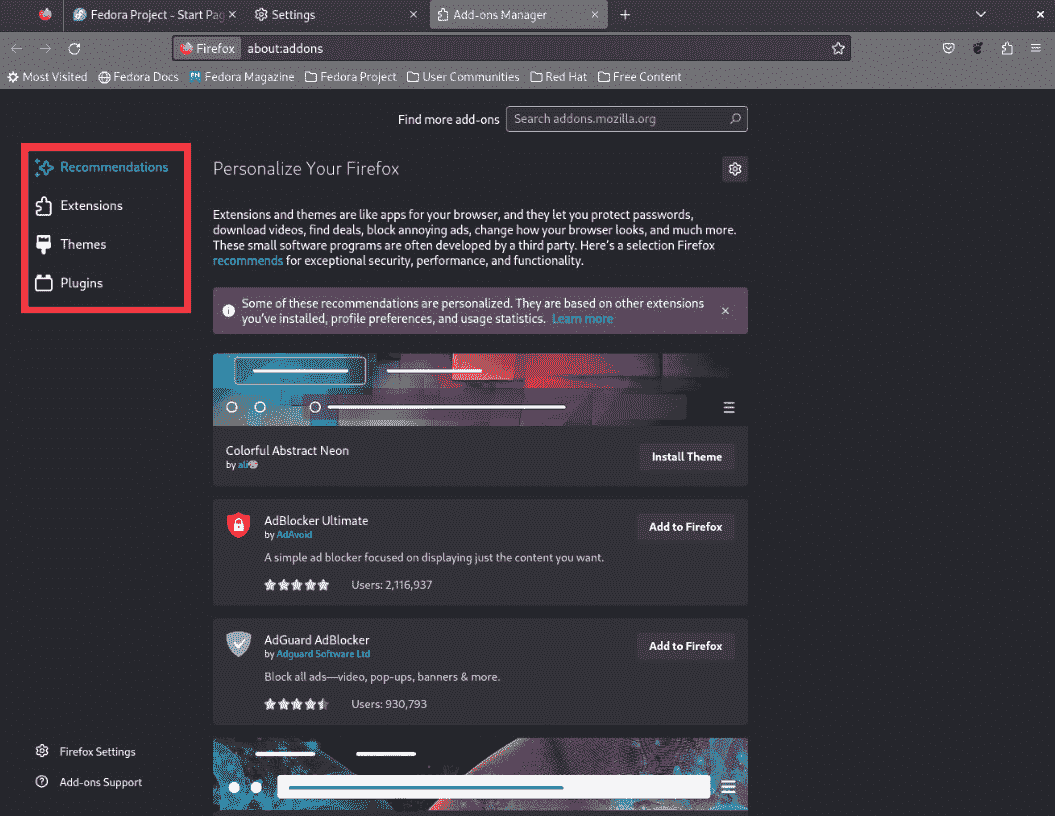 Fedora Project - Start Pag
Settings
Add-ons Manager
Firefox
about:addons
Most Visited
Fedora Docs
Fedora Magazine
Fedora Project
User Communities
Red Hat
Free Content
Find more add-ons
Search addons.mozilla.org
Recommendations
Extensions
Themes
Plugins
Personalize Your Firefox
Extensions and themes are like apps for your browser, and they let you protect passwords,
download videos, find deals, block annoying ads, change how your browser looks, and much more.
These small software programs are often developed by a third party. Here's a selection Firefox
recommends for exceptional security, performance, and functionality.
Some of these recommendations are personalized. They are based on other extensions
you've installed, profile preferences, and usage statistics. Learn more
Colorful Abstract Neon
by ali
Install Theme
AdBlocker Ultimate
by AdAvoid
Add to Firefox
A simple ad blocker focused on displaying just the content you want.
Users: 2,116,937
AdGuard AdBlocker
by Adguard Software Ltd
Add to Firefox
Block all ads—video, pop-ups, banners & more.
Users: 930,793
Firefox Settings
Add-ons Support